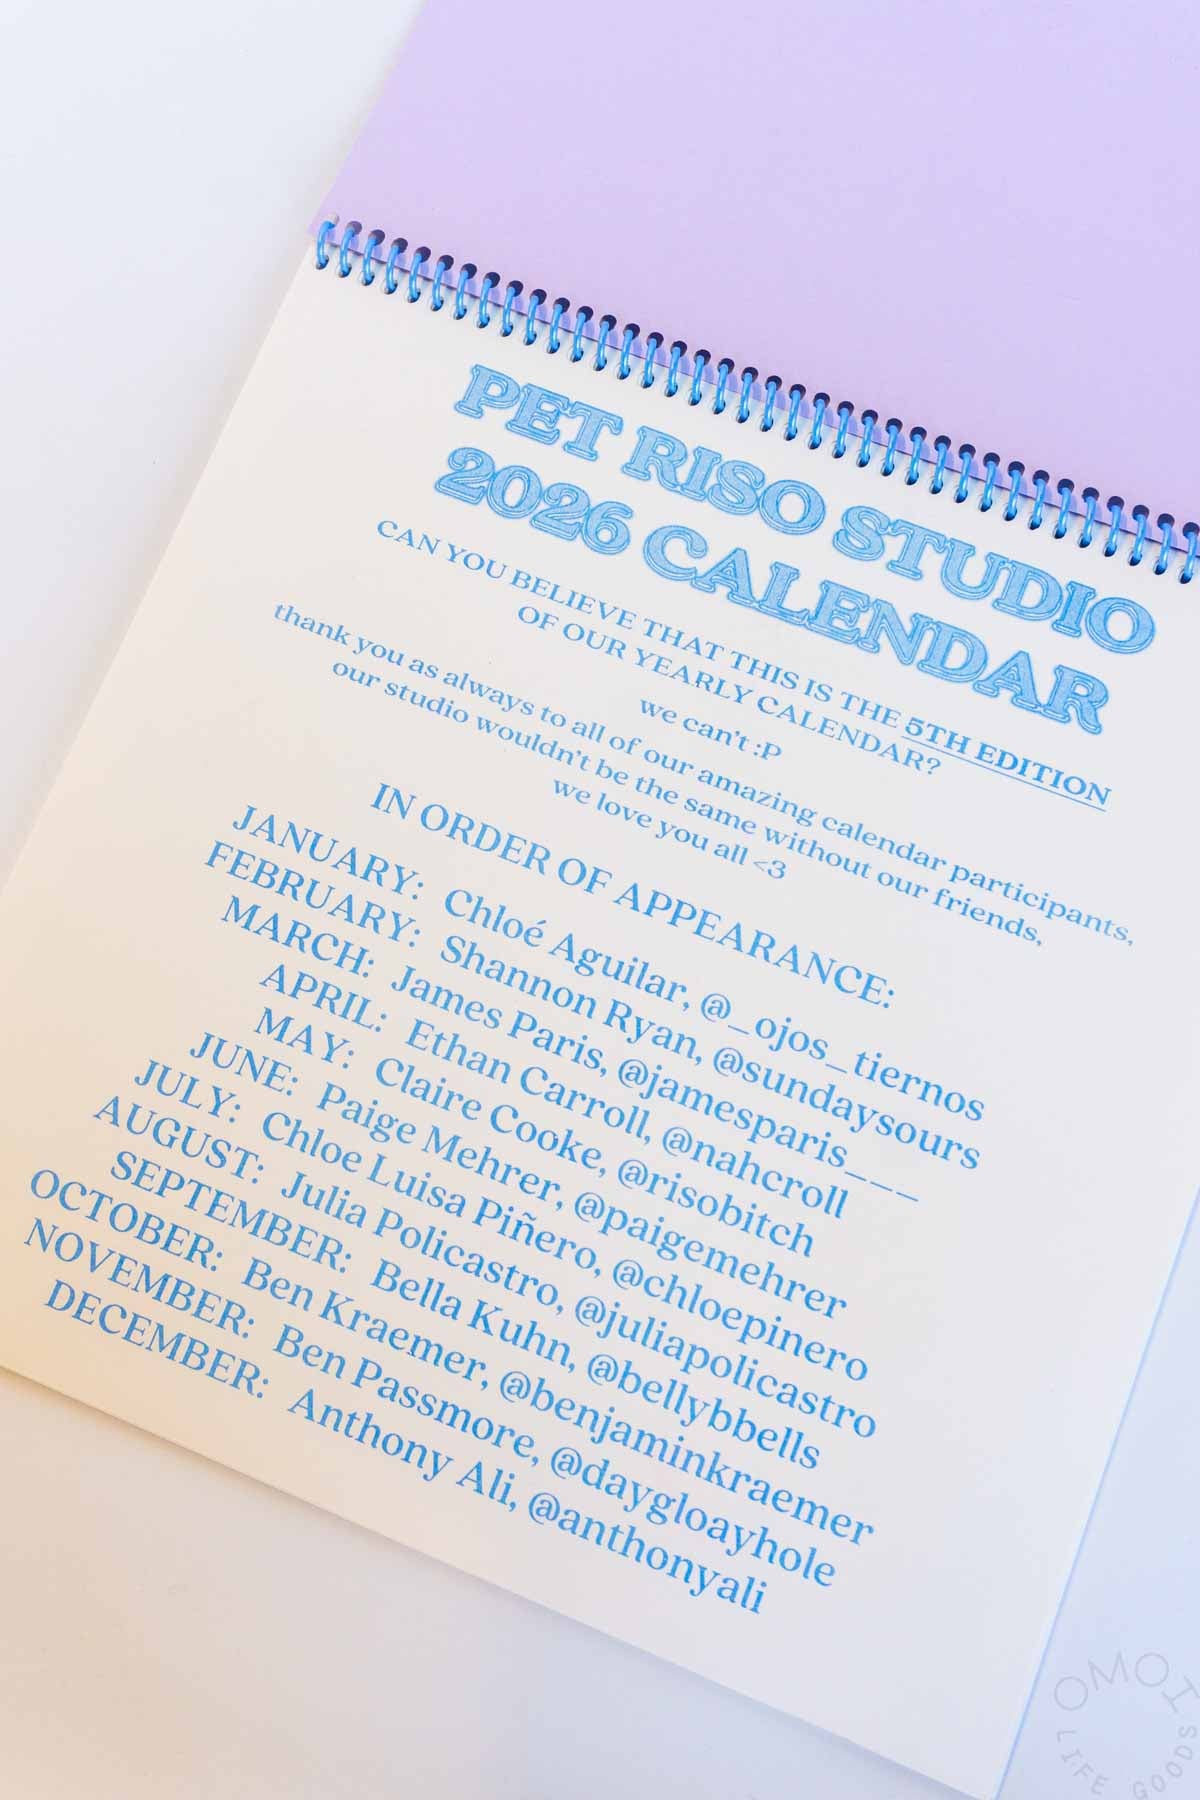 PET RISO STUDIO
2026 CALENDAR
CAN YOU BELIEVE THAT THIS IS THE 5TH EDITION
OF OUR YEARLY CALENDAR?
we can't :p
thank you as always to all of our amazing calendar participants,
our studio wouldn't be the same without our friends,
we love you all <3
IN ORDER OF APPEARANCE:
JANUARY: Chloé Aguilar, @_ojos_tiernos
FEBRUARY: Shannon Ryan, @sundaysours
MARCH: James Paris, @jamesparis___
APRIL: Ethan Carroll, @nahcroll
MAY: Claire Cooke, @risobitch
JUNE: Paige Mehrer, @paigemehrer
JULY: Chloe Luisa Piñero, @chloepinero
AUGUST: Julia Policastro, @juliapolicastro
SEPTEMBER: Bella Kuhn, @bellybbells
OCTOBER: Ben Kraemer, @benjaminkraemer
NOVEMBER: Ben Passmore, @daygloayhole
DECEMBER: Anthony Ali, @anthonyali
OMOI
LIFE GOODS